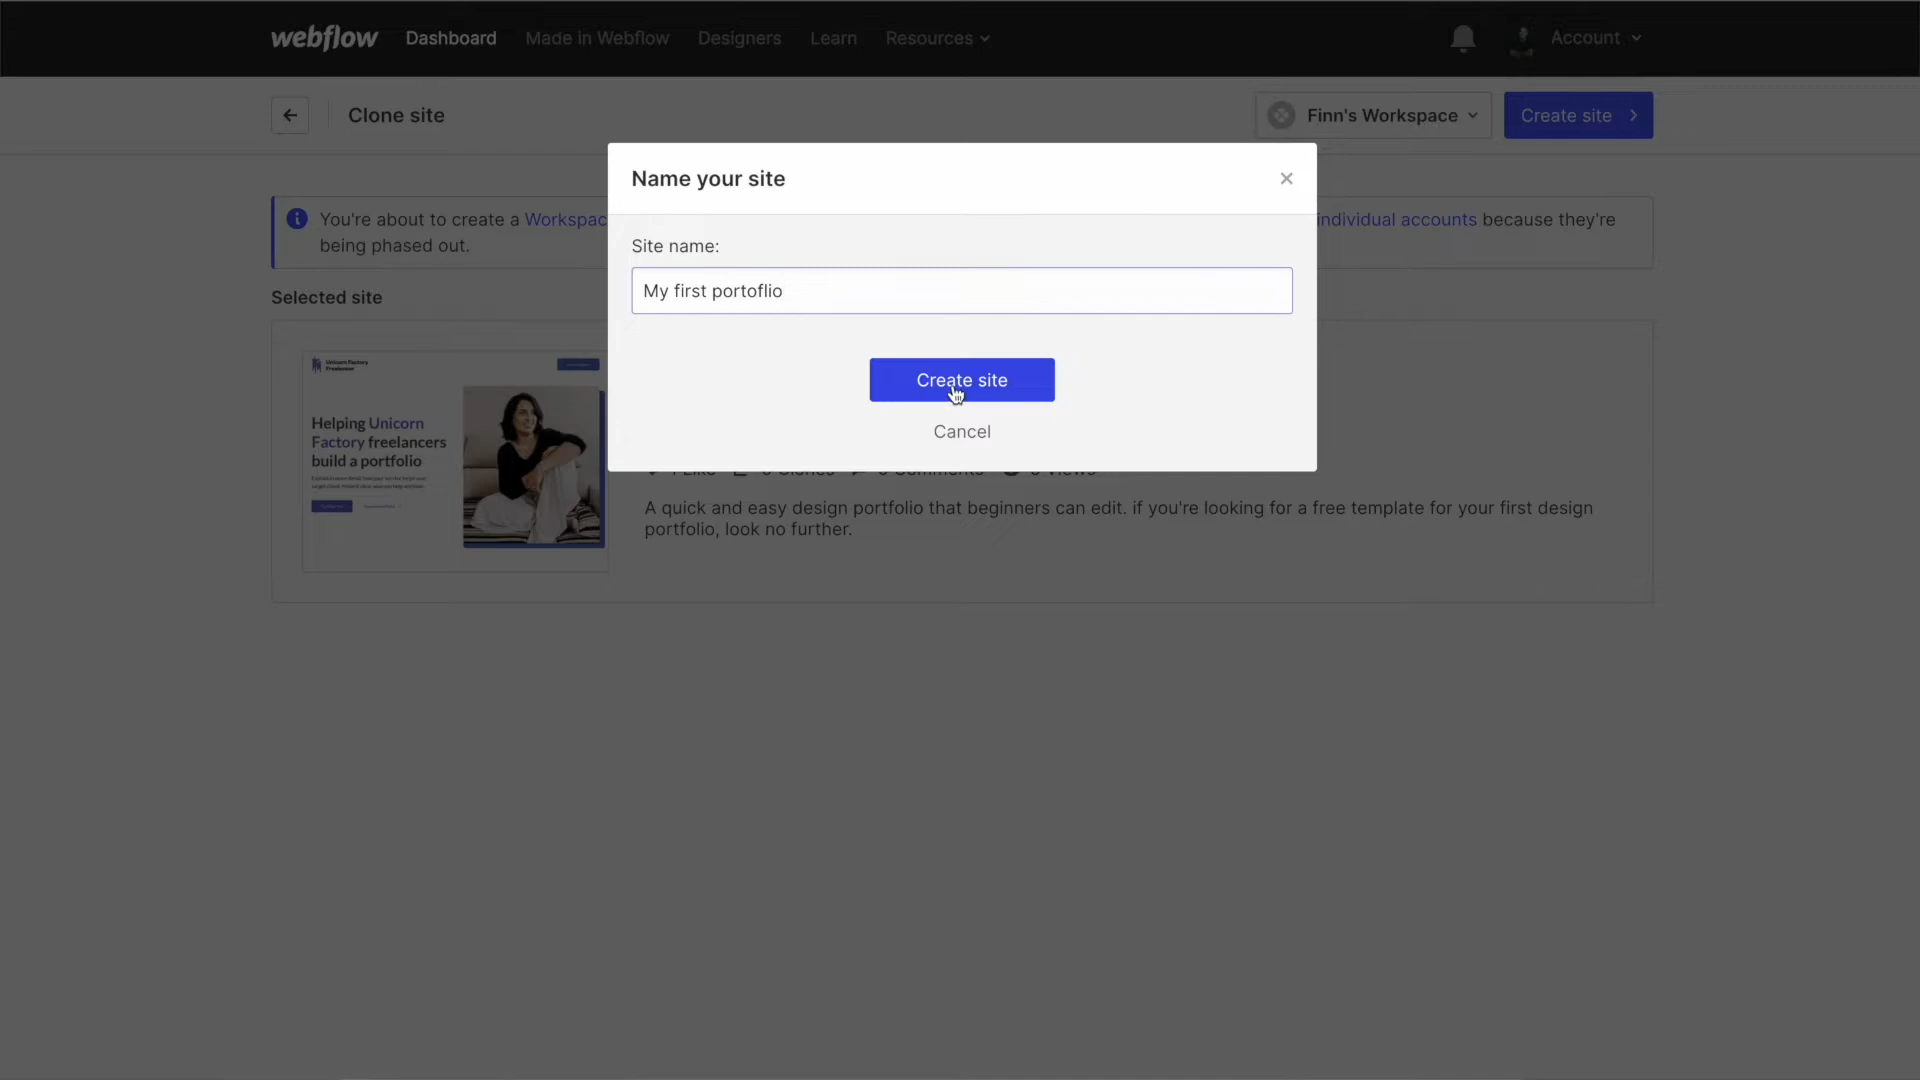 webflow Dashboard Made in Webflow Designers Learn Resources Account
Clone site Finn's Workspace Create site
Name your site
You're about to create a Workspac individual accounts because they're
being phased out.
Site name:
My first portoflio
Selected site
Create site
Cancel
Unicorn Factory
Freelancer
Helping Unicorn
Factory freelancers
build a portfolio
A quick and easy design portfolio that beginners can edit. if you're looking for a free template for your first design
portfolio, look no further.